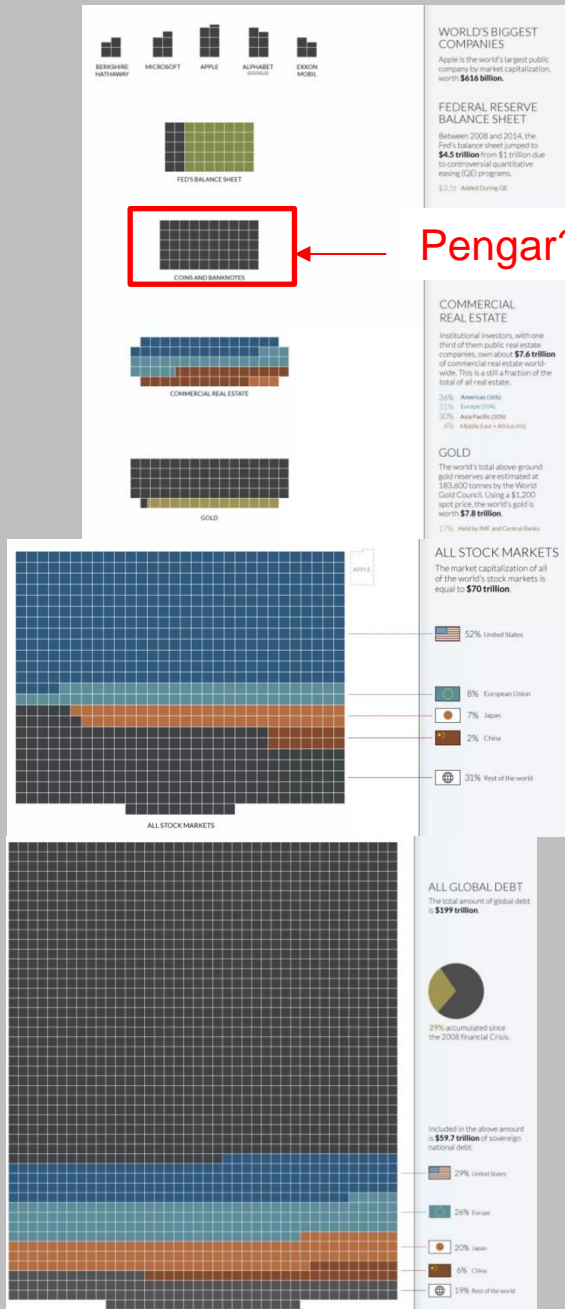 BERKSHIRE
HATHAWAY
MICROSOFT
APPLE
ALPHABET
(GOOGLE)
EXXON
MOBIL
WORLD'S BIGGEST
COMPANIES
Apple is the world's largest public
company by market capitalization,
worth $616 billion.
FED'S BALANCE SHEET
FEDERAL RESERVE
BALANCE SHEET
Between 2008 and 2014, the
Fed's balance sheet jumped to
$4.5 trillion from $1 trillion due
to controversial quantitative
easing (QE) programs.
$3.5t Added During QE
COINS AND BANKNOTES
Pengar?
COMMERCIAL REAL ESTATE
COMMERCIAL
REAL ESTATE
Institutional investors, with one
third of them public real estate
companies, own about $7.6 trillion
of commercial real estate world-
wide. This is a still a fraction of the
total of all real estate.
36% Americas (36%)
31% Europe (31%)
30% Asia Pacific (30%)
4% Middle East + Africa (4%)
GOLD
GOLD
The world's total above-ground
gold reserves are estimated at
183,600 tonnes by the World
Gold Council. Using a $1,200
spot price, the world's gold is
worth $7.8 trillion.
17% Held by IMF and Central Banks
APPLE
ALL STOCK MARKETS
ALL STOCK MARKETS
The market capitalization of all
of the world's stock markets is
equal to $70 trillion.
52% United States
8% European Union
7% Japan
2% China
31% Rest of the world
ALL GLOBAL DEBT
The total amount of global debt
is $199 trillion.
29% accumulated since
the 2008 financial Crisis.
Included in the above amount
is $59.7 trillion of sovereign
national debt.
29% United States
26% Europe
20% Japan
6% China
19% Rest of the world